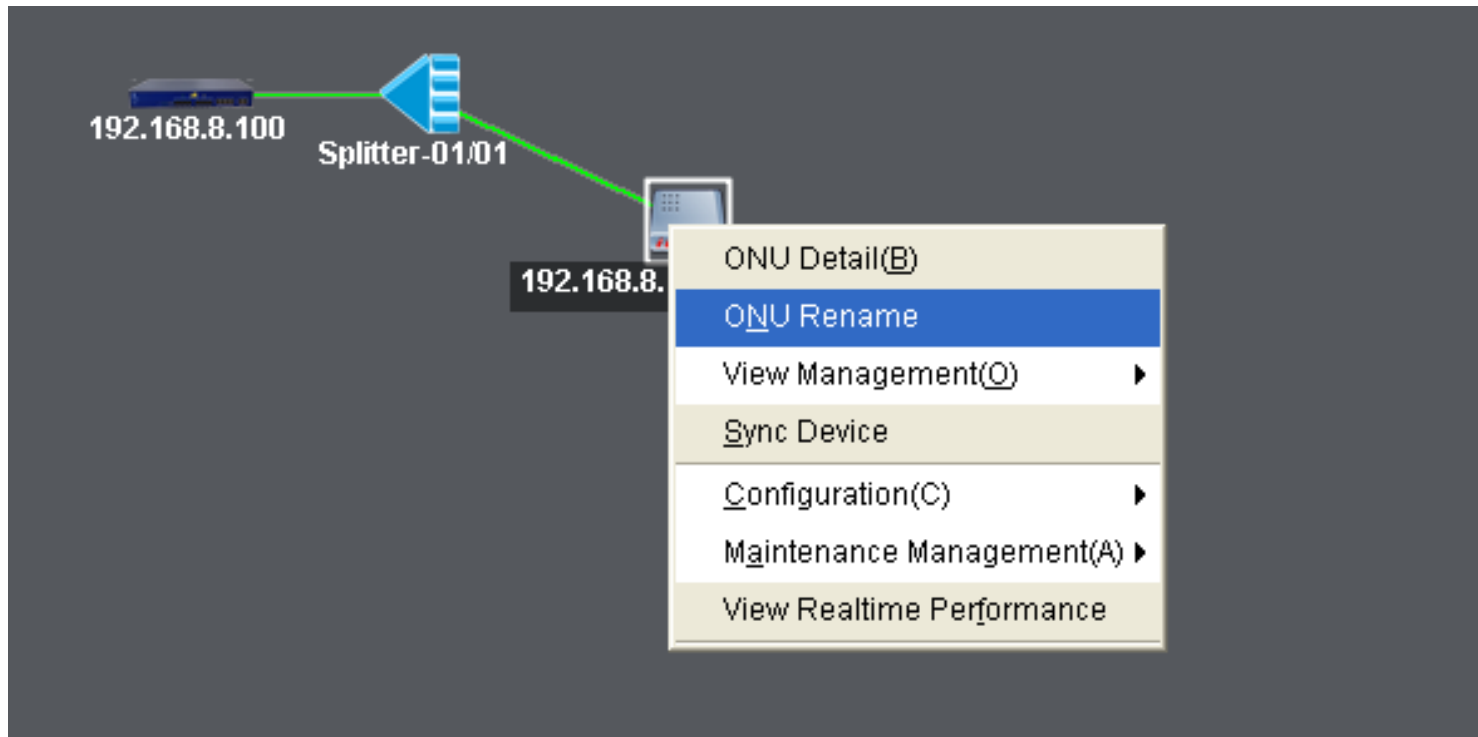 192.168.8.100
Splitter-01/01
192.168.8.
ONU Detail(B)
ONU Rename
View Management(O)
Sync Device
Configuration(C)
Maintenance Management(A)
View Realtime Performance